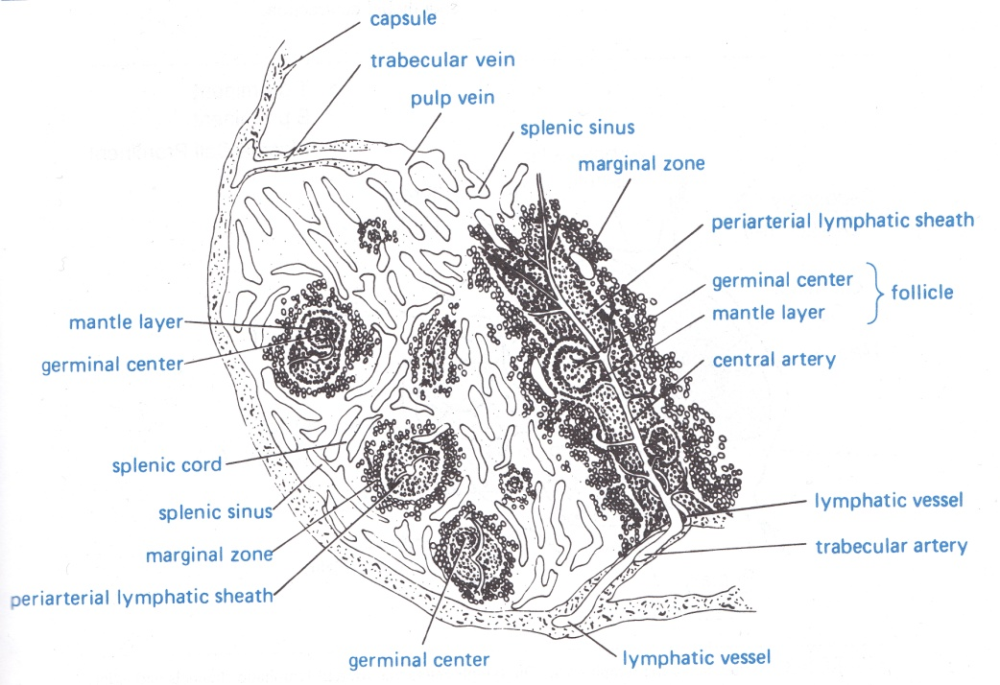 capsule
trabecular vein
pulp vein
splenic sinus
marginal zone
periarterial lymphatic sheath
germinal center
follicle
mantle layer
central artery
mantle layer
germinal center
splenic cord
splenic sinus
marginal zone
periarterial lymphatic sheath
lymphatic vessel
trabecular artery
germinal center
lymphatic vessel